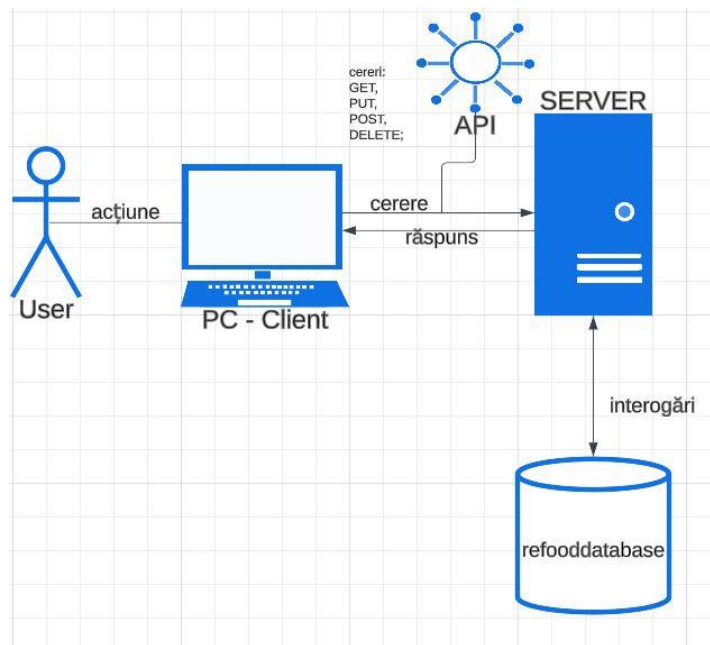 cereri:
GET,
PUT,
POST,
DELETE;
API
SERVER
acțiune
cerere
răspuns
User
PC - Client
interogări
refooddatabase